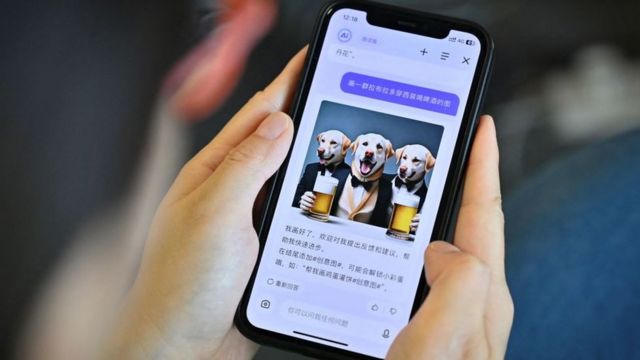 12:18
4G
AI
丹花”。
画一群拉布拉多穿西装喝啤酒的图
我画好了,欢迎对我提出反馈和建议,帮
助我快速进步。
在结尾添加#创意图#,可能会解锁小彩蛋
哦,如:“帮我画鸡蛋灌饼#创意图#”。
重新回答
你可以问我任何问题